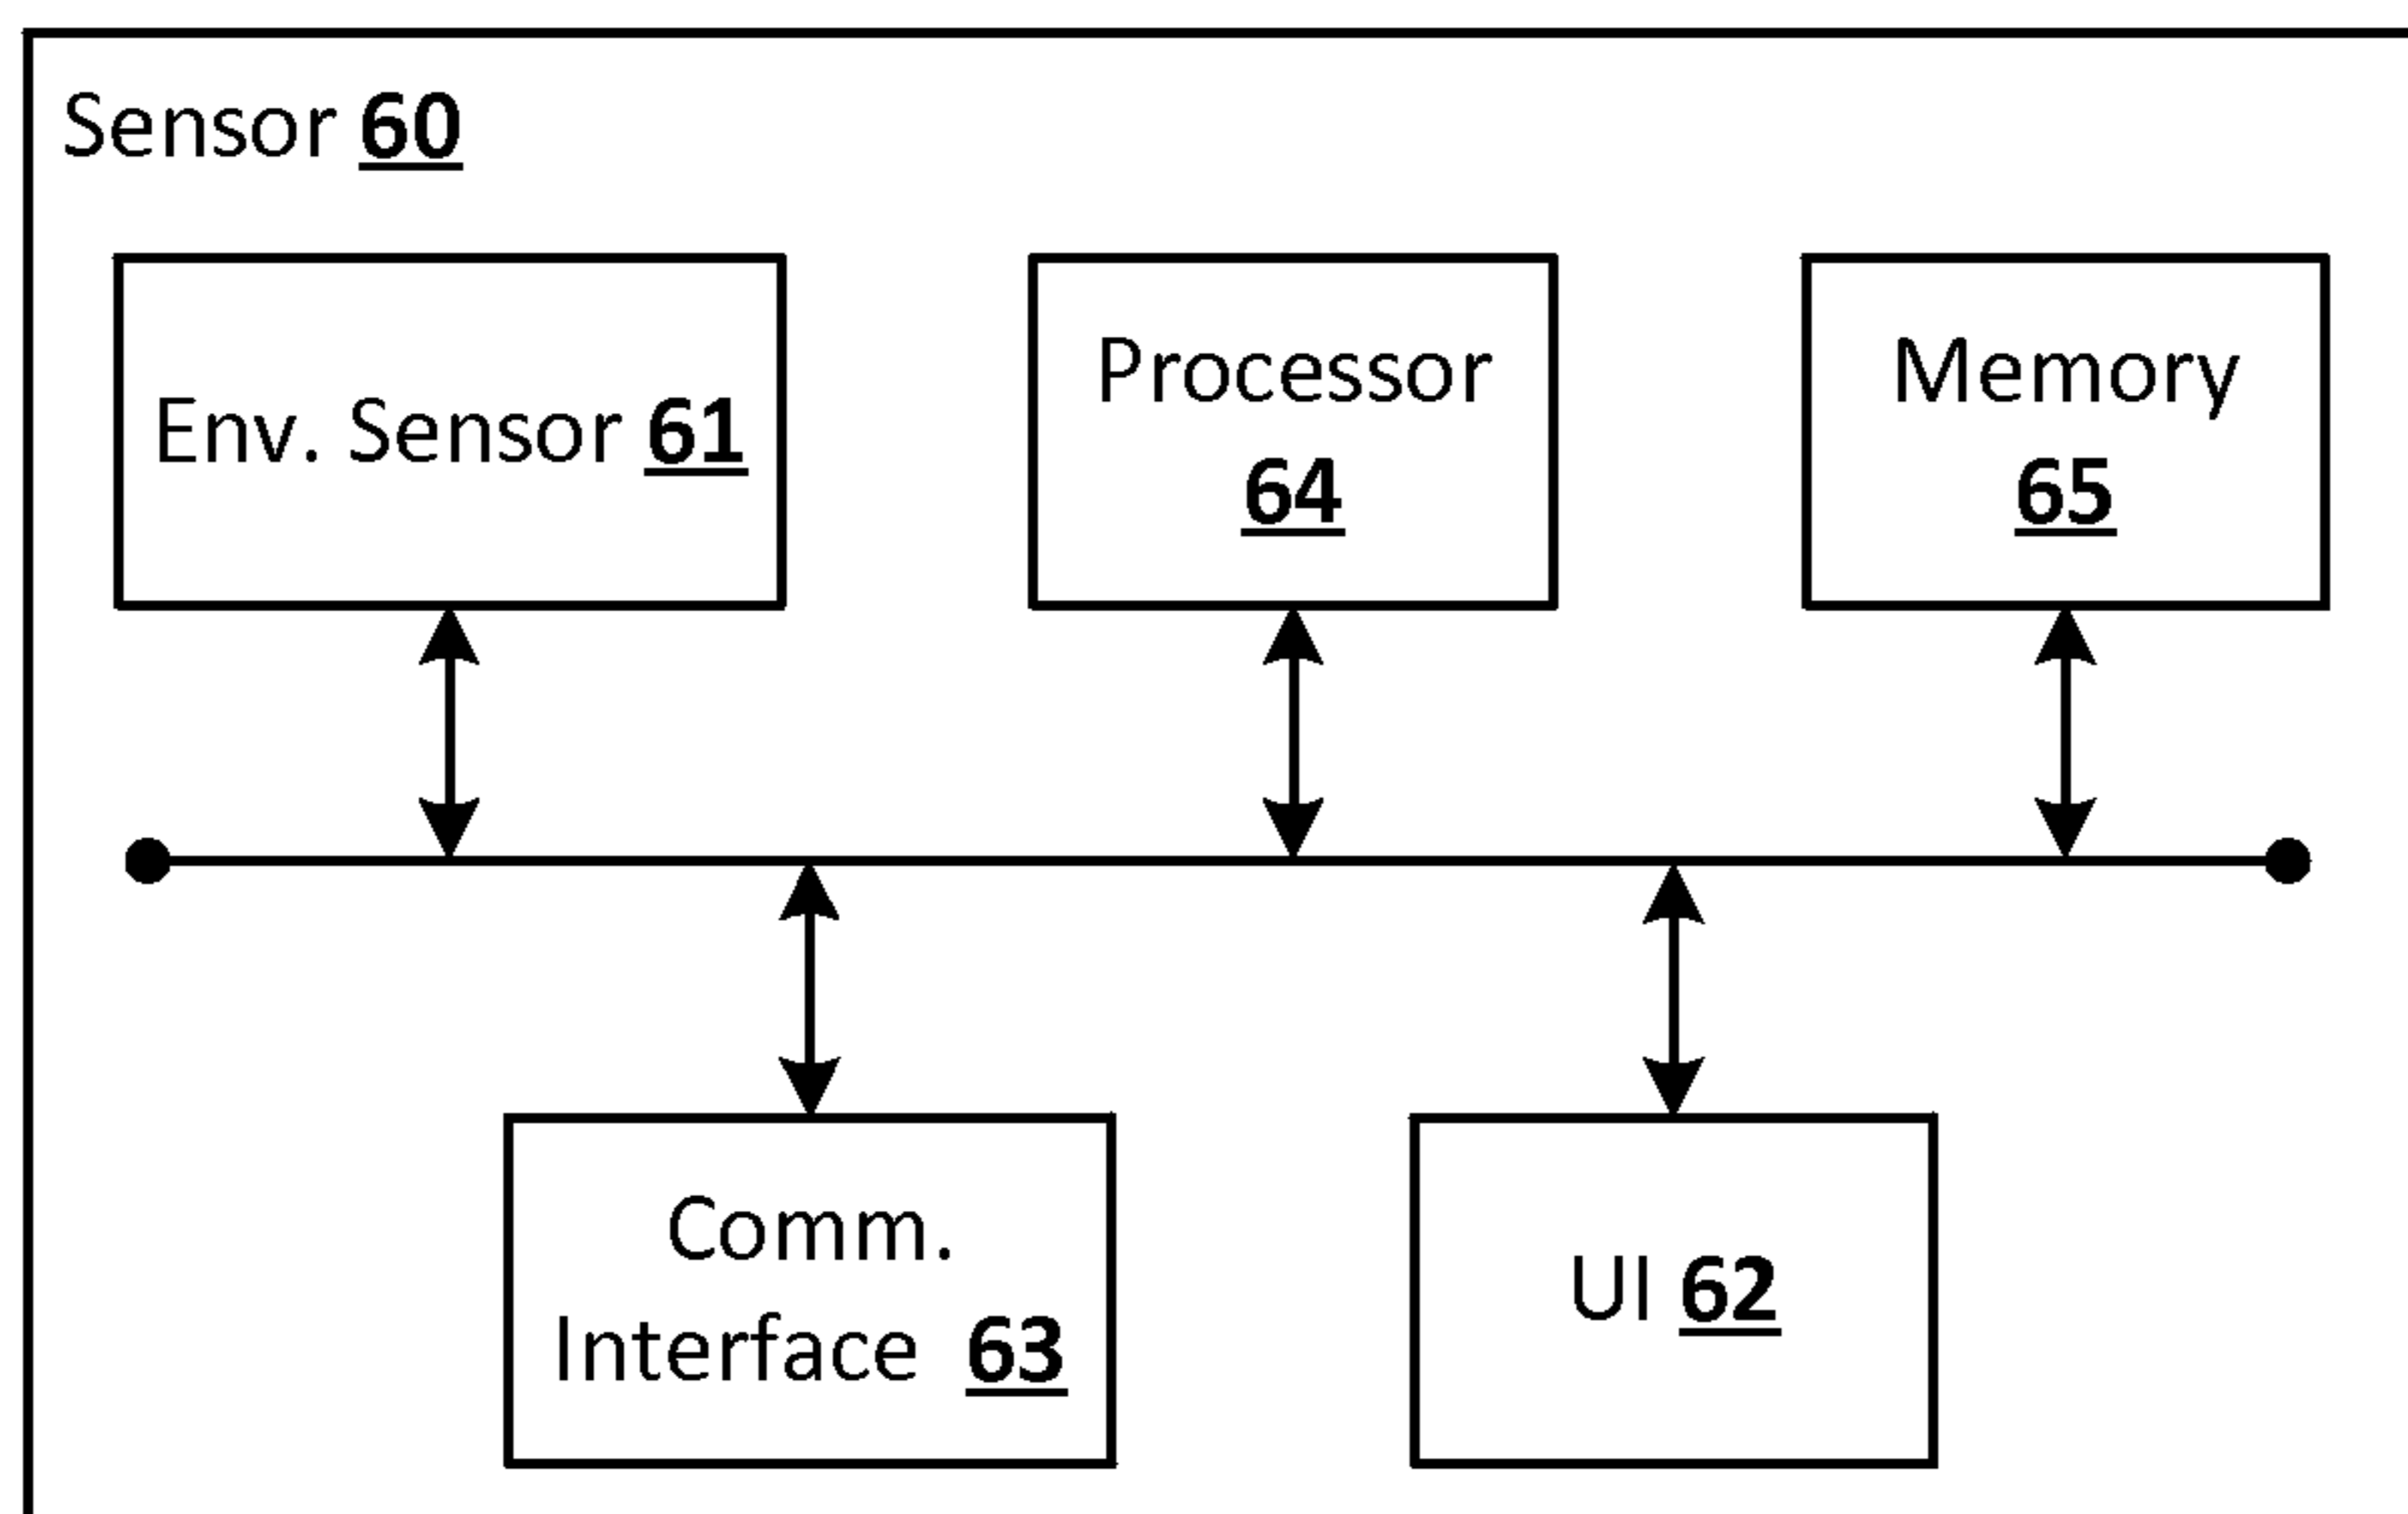 Sensor 60
Env. Sensor 61
Processor
64
Memory
65
Comm.
Interface 63
UI 62